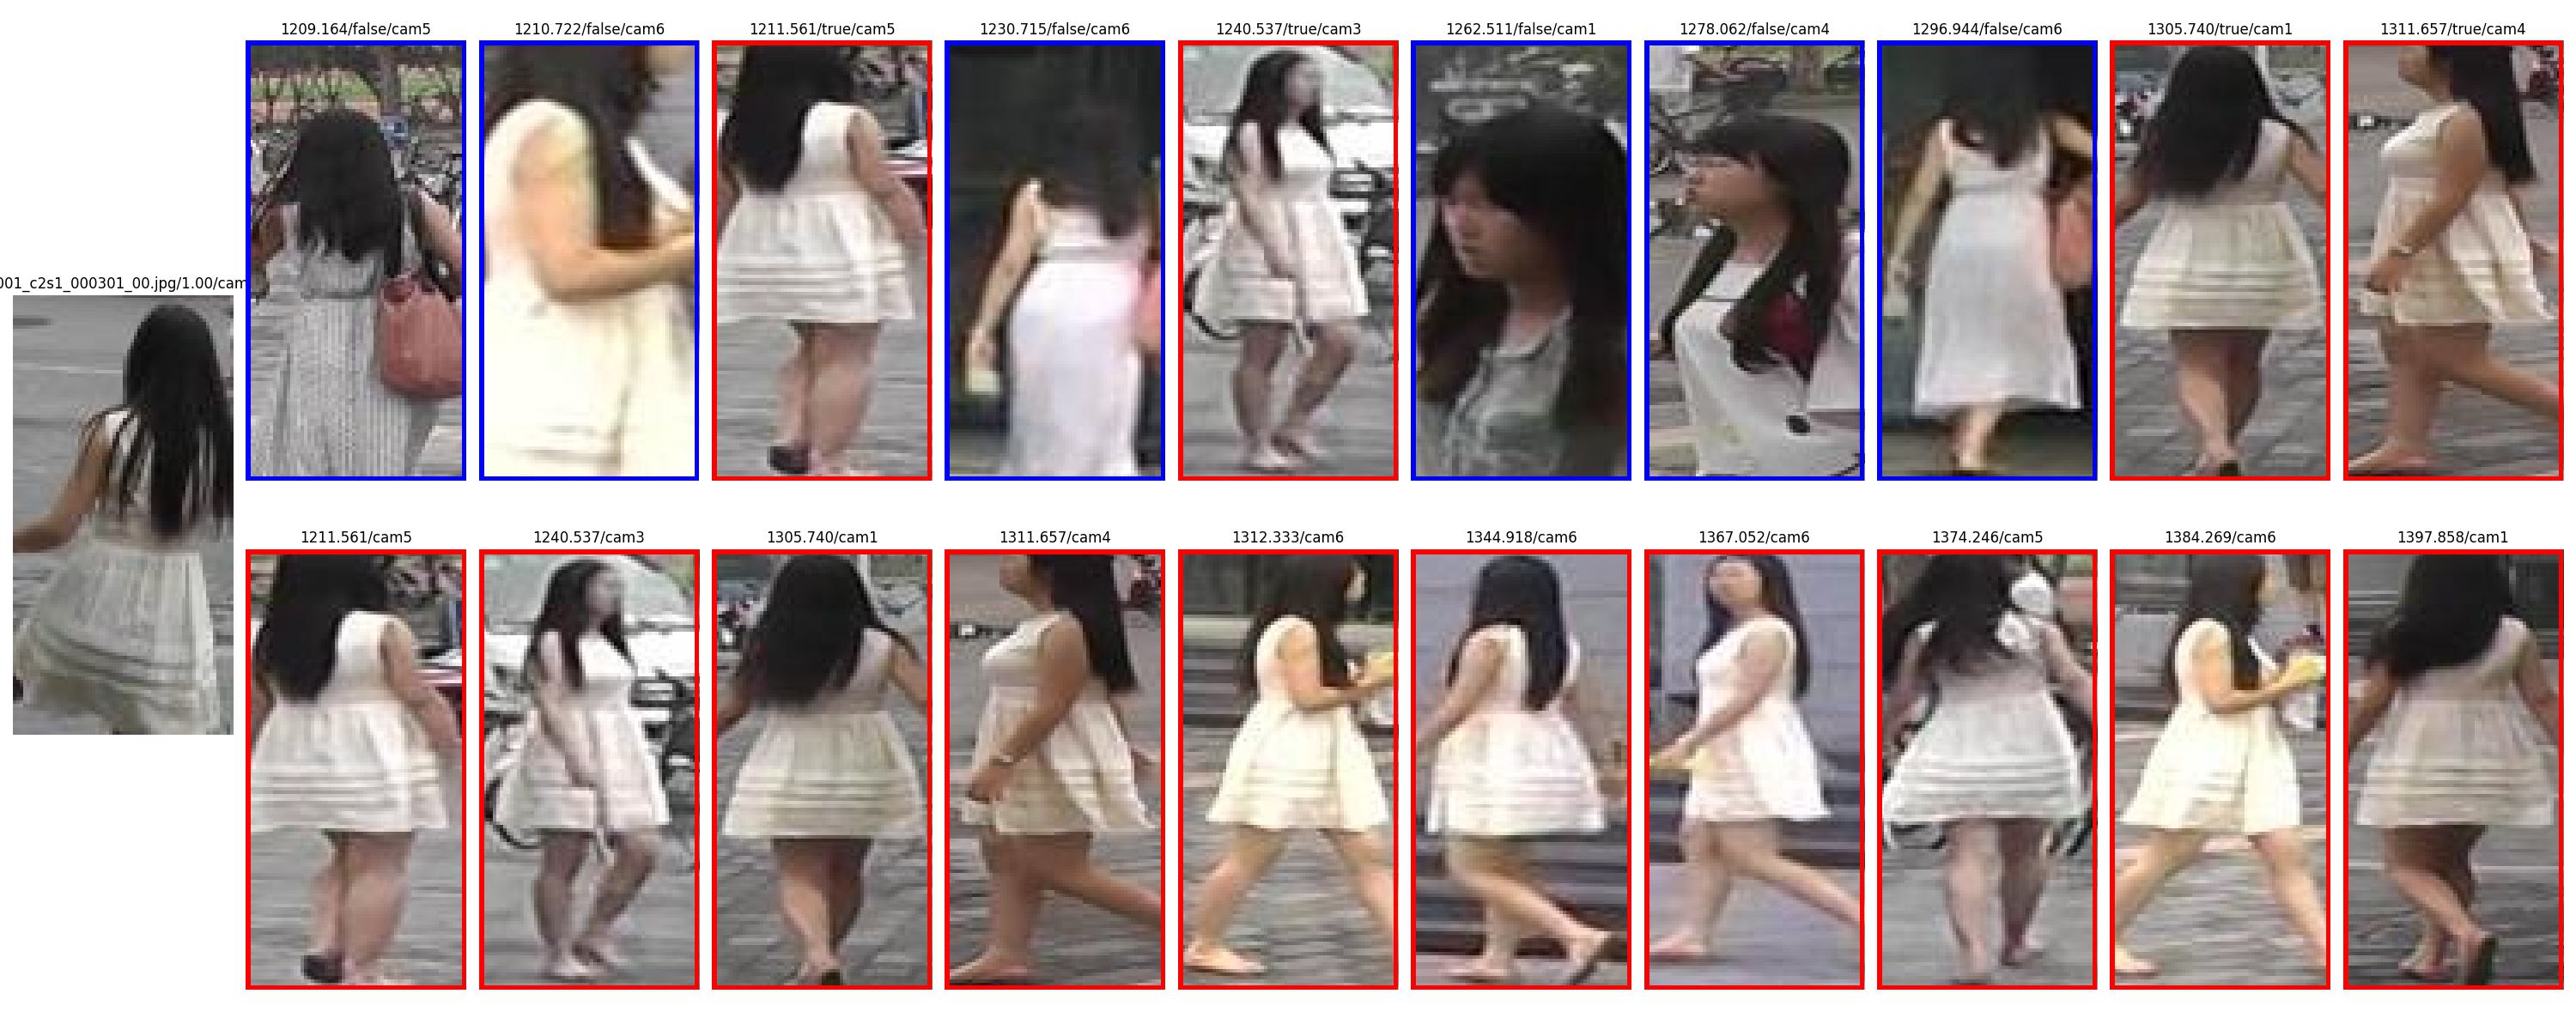 1209.164/false/cam5
1210.722/false/cam6
1211.561/true/cam5
1230.715/false/cam6
1240.537/true/cam3
1262.511/false/cam1
1278.062/false/cam4
1296.944/false/cam6
1305.740/true/cam1
1311.657/true/cam4
001_c2s1_000301_00.jpg/1.00/cam
1211.561/cam5
1240.537/cam3
1305.740/cam1
1311.657/cam4
1312.333/cam6
1344.918/cam6
1367.052/cam6
1374.246/cam5
1384.269/cam6
1397.858/cam1